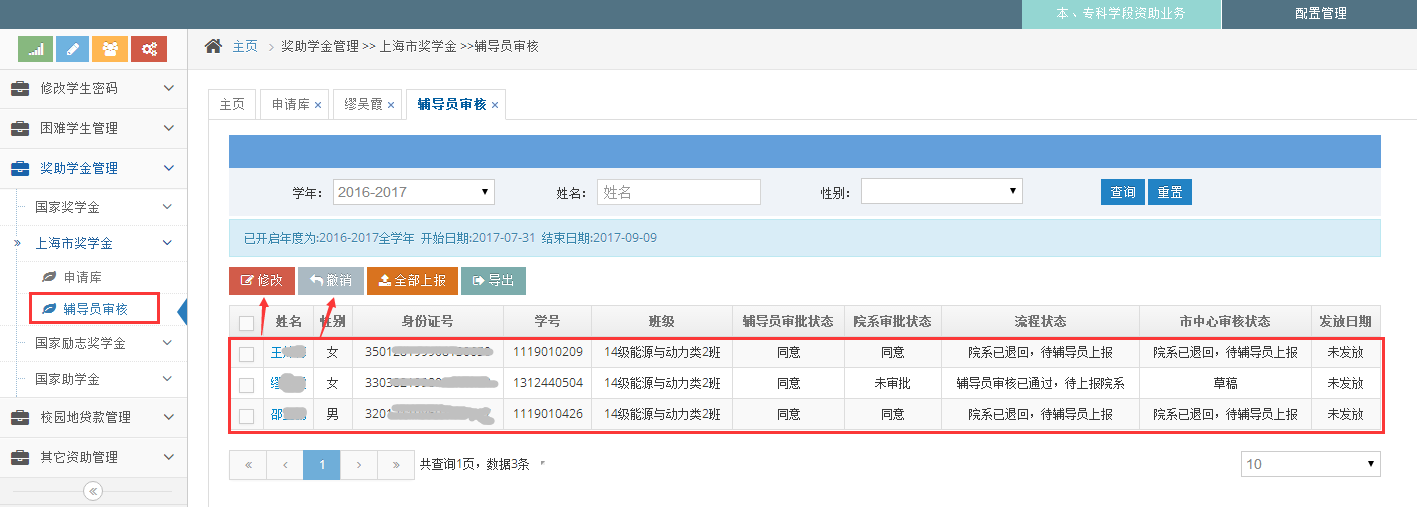 本、专科学段资助业务 配置管理
主页 奖助学金管理 >> 上海市奖学金 >>辅导员审核
修改学生密码
困难学生管理
奖助学金管理
国家奖学金
上海市奖学金
申请库
辅导员审核
国家励志奖学金
国家助学金
校园地贷款管理
其它资助管理
主页 申请库 × 缪吴霞 × 辅导员审核 ×
学年: 2016-2017 姓名: 姓名 性别: 查询 重置
已开启年度为:2016-2017全学年 开始日期:2017-07-31 结束日期:2017-09-09
修改 撤销 全部上报 导出
姓名 性别 身份证号 学号 班级 辅导员审批状态 院系审批状态 流程状态 市中心审核状态 发放日期
女 1119010209 14级能源与动力类2班 同意 同意 院系已退回，待辅导员上报 院系已退回，待辅导员上报 未发放
女 1312440504 14级能源与动力类2班 同意 未审批 辅导员审核已通过，待上报院系 草稿 未发放
男 1119010426 14级能源与动力类2班 同意 同意 院系已退回，待辅导员上报 院系已退回，待辅导员上报 未发放
« ‹ 1 › » 共查询1页，数据3条 10